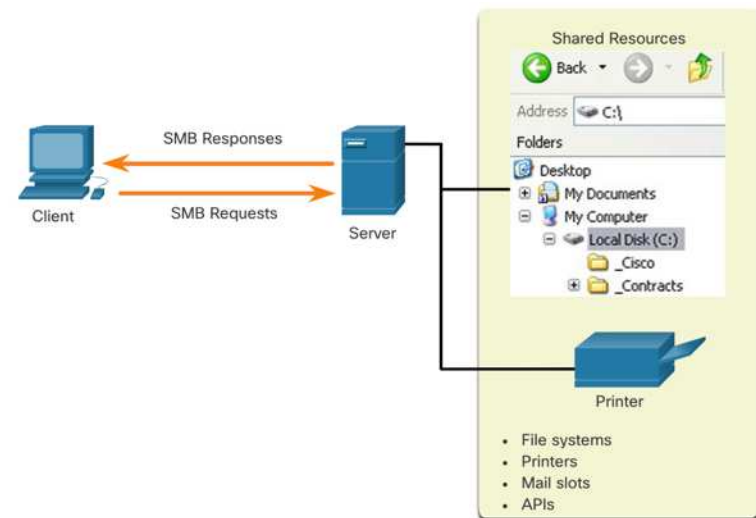 Shared Resources
Back
Address C:\
Folders
Desktop
My Documents
My Computer
Local Disk (C:)
_Cisco
_Contracts
SMB Responses
SMB Requests
Client
Server
Printer
• File systems
• Printers
• Mail slots
• APIs